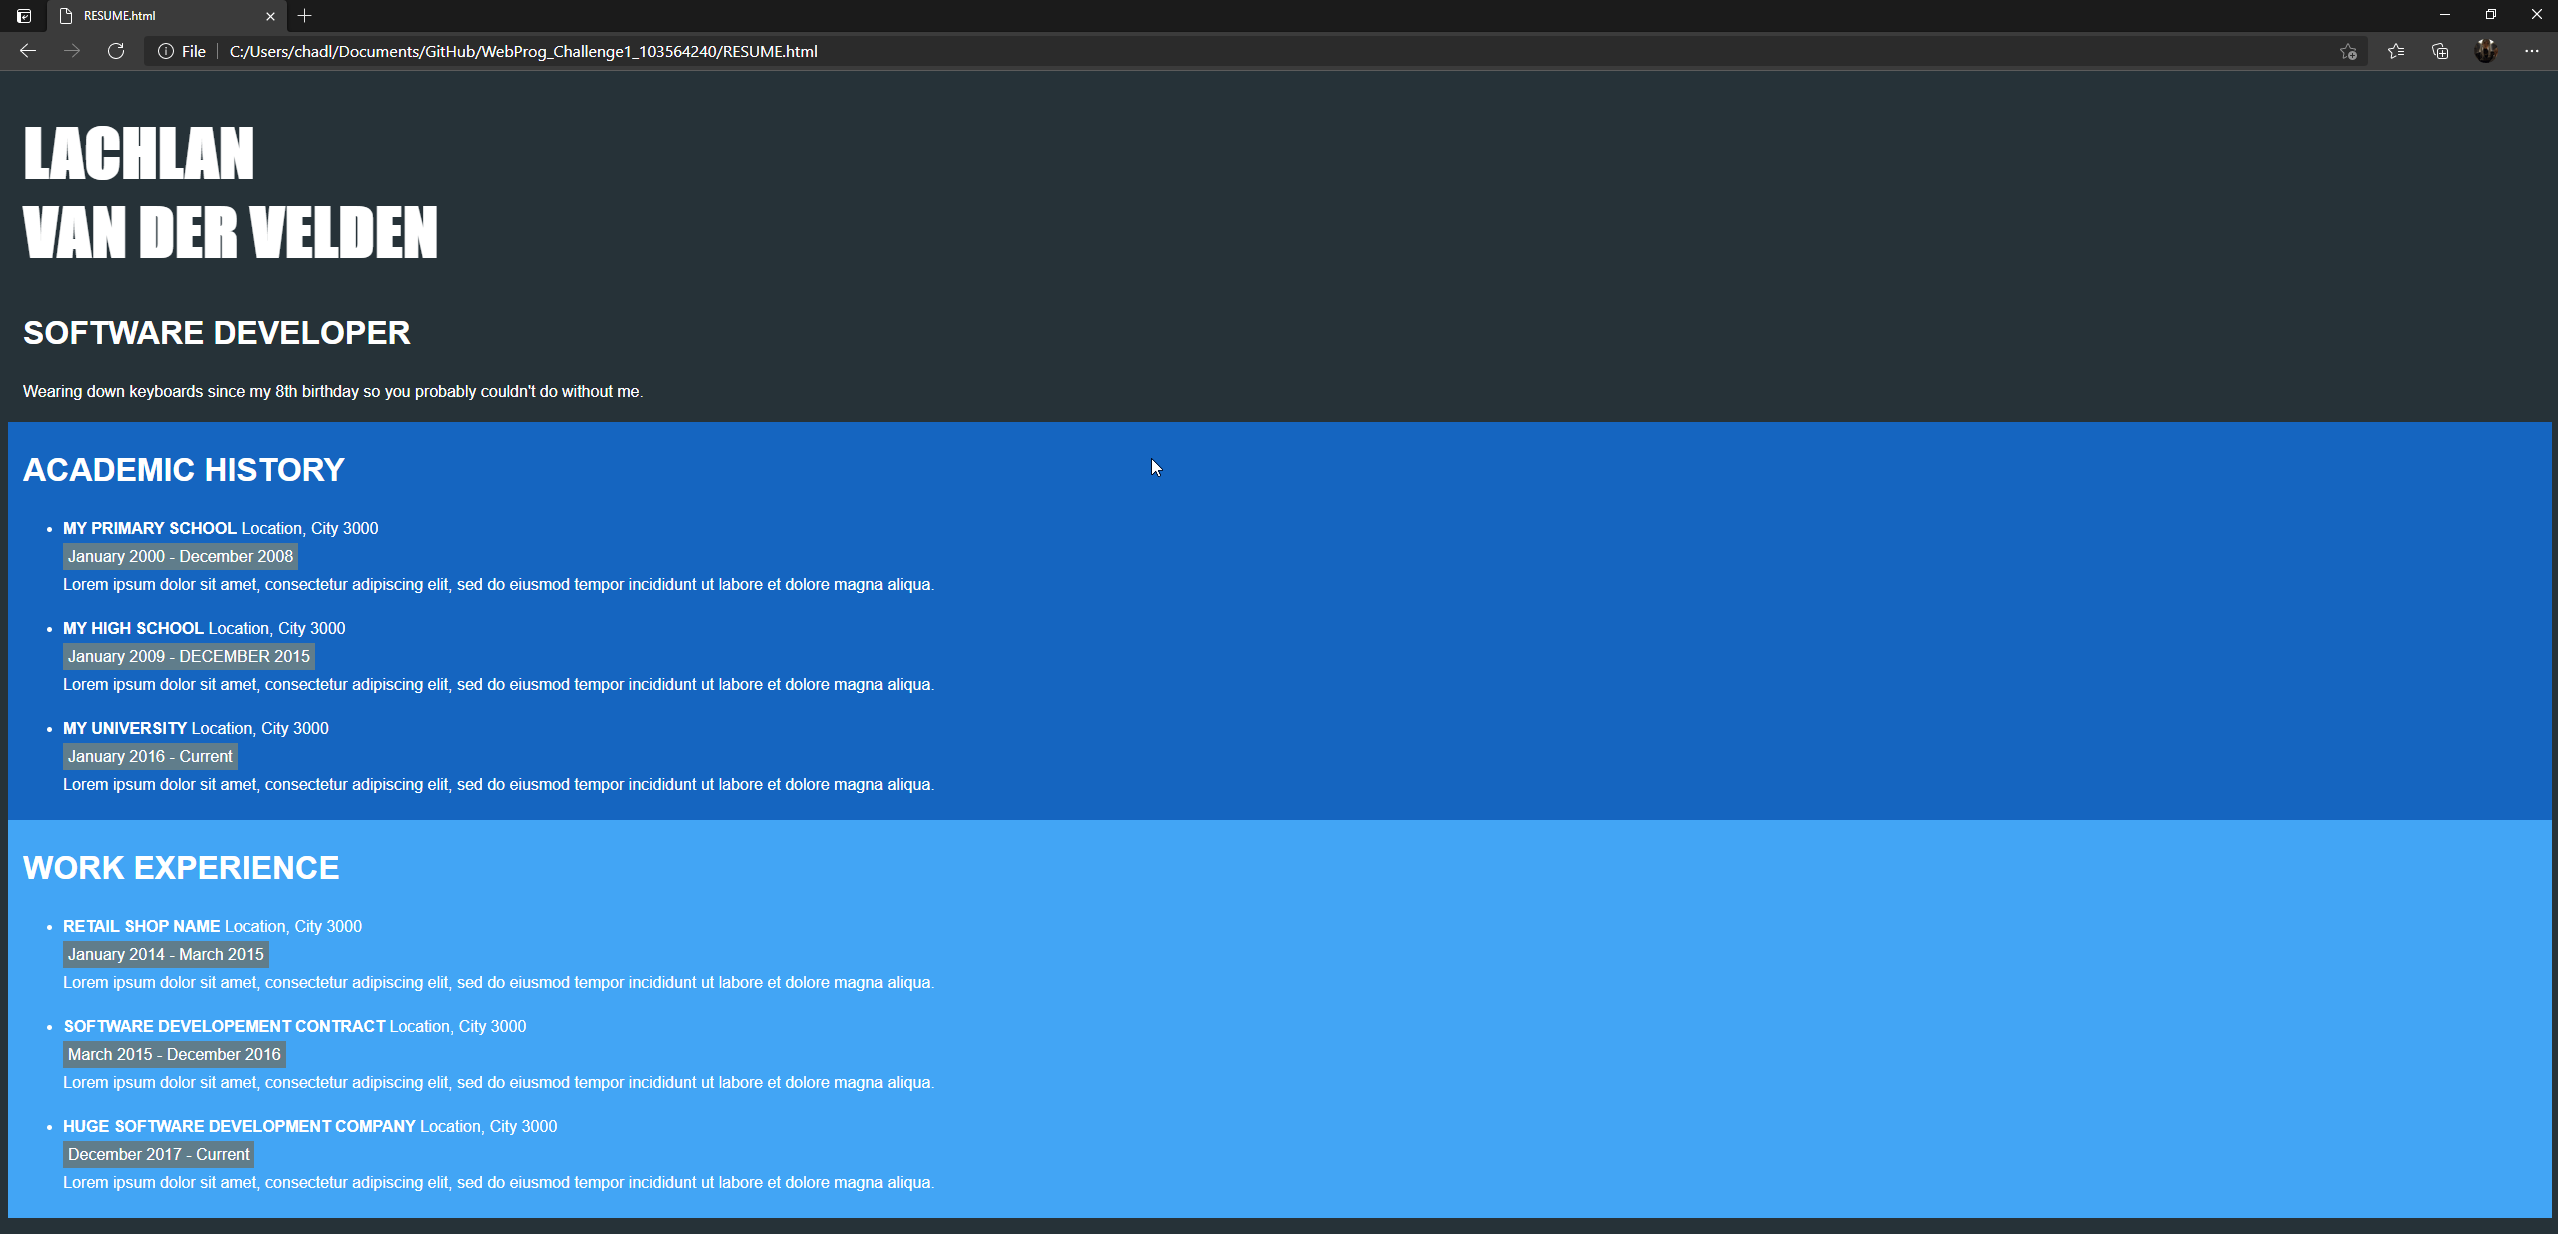 RESUME.html
File C:/Users/chadl/Documents/GitHub/WebProg_Challenge1_103564240/RESUME.html
LACHLAN
VAN DER VELDEN
SOFTWARE DEVELOPER
Wearing down keyboards since my 8th birthday so you probably couldn't do without me.
ACADEMIC HISTORY
• MY PRIMARY SCHOOL Location, City 3000
January 2000 - December 2008
Lorem ipsum dolor sit amet, consectetur adipiscing elit, sed do eiusmod tempor incididunt ut labore et dolore magna aliqua.
• MY HIGH SCHOOL Location, City 3000
January 2009 - DECEMBER 2015
Lorem ipsum dolor sit amet, consectetur adipiscing elit, sed do eiusmod tempor incididunt ut labore et dolore magna aliqua.
• MY UNIVERSITY Location, City 3000
January 2016 - Current
Lorem ipsum dolor sit amet, consectetur adipiscing elit, sed do eiusmod tempor incididunt ut labore et dolore magna aliqua.
WORK EXPERIENCE
• RETAIL SHOP NAME Location, City 3000
January 2014 - March 2015
Lorem ipsum dolor sit amet, consectetur adipiscing elit, sed do eiusmod tempor incididunt ut labore et dolore magna aliqua.
• SOFTWARE DEVELOPEMENT CONTRACT Location, City 3000
March 2015 - December 2016
Lorem ipsum dolor sit amet, consectetur adipiscing elit, sed do eiusmod tempor incididunt ut labore et dolore magna aliqua.
• HUGE SOFTWARE DEVELOPMENT COMPANY Location, City 3000
December 2017 - Current
Lorem ipsum dolor sit amet, consectetur adipiscing elit, sed do eiusmod tempor incididunt ut labore et dolore magna aliqua.